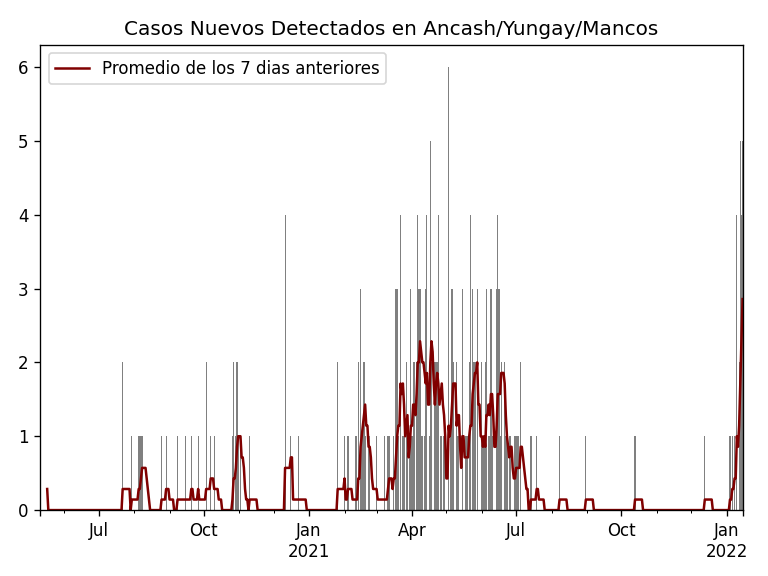 Casos Nuevos Detectados en Ancash/Yungay/Mancos
Promedio de los 7 dias anteriores
6
5
4
3
2
1
0
Jul
Oct
Jan
2021
Apr
Jul
Oct
Jan
2022